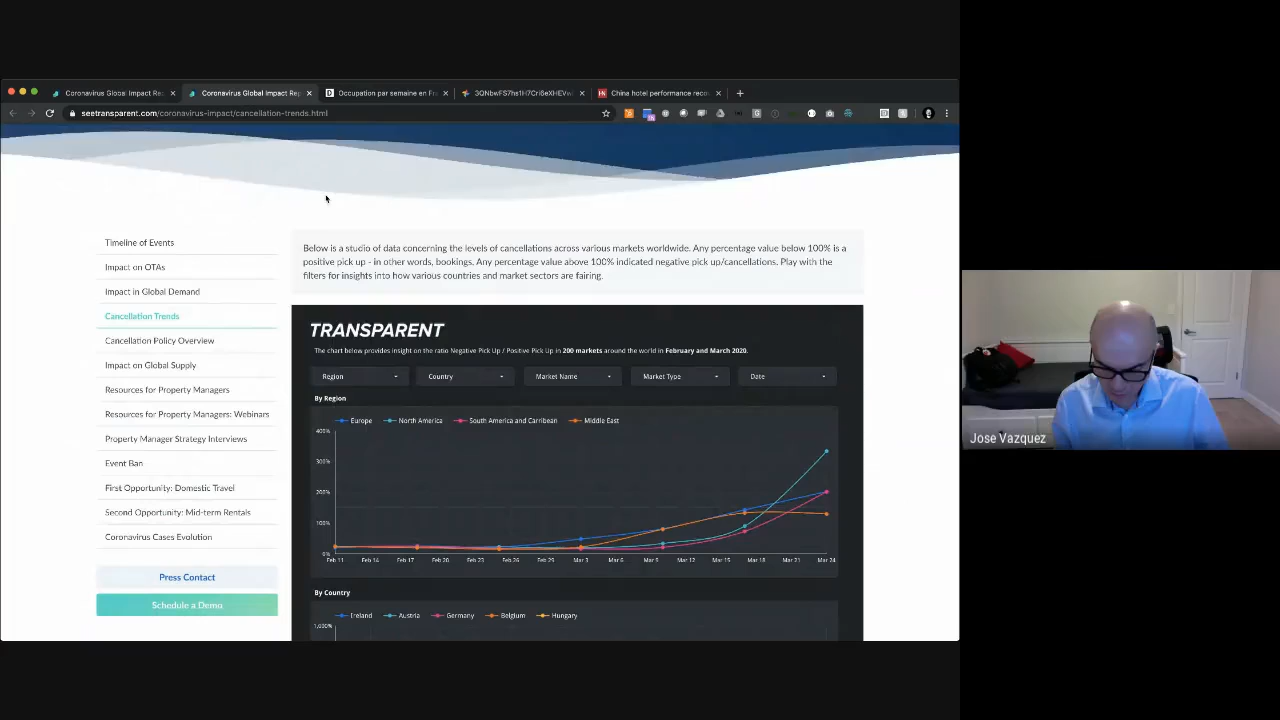 Coronavirus Global Impact Re
Coronavirus Global Impact Re
Occupation par semaine en Fr
China hotel performance reco
seetransparent.com/coronavirus-impact/cancellation-trends.html
Timeline of Events
Impact on OTAs
Impact in Global Demand
Cancellation Trends
Cancellation Policy Overview
Impact on Global Supply
Resources for Property Managers
Resources for Property Managers: Webinars
Property Manager Strategy Interviews
Event Ban
First Opportunity: Domestic Travel
Second Opportunity: Mid-term Rentals
Coronavirus Cases Evolution
Press Contact
Schedule a Demo
Below is a studio of data concerning the levels of cancellations across various markets worldwide. Any percentage value below 100% is a
positive pick up - in other words, bookings. Any percentage value above 100% indicated negative pick up/cancellations. Play with the
filters for insights into how various countries and market sectors are fairing.
TRANSPARENT
The chart below provides insight on the ratio Negative Pick Up / Positive Pick Up in 200 markets around the world in February and March 2020.
Region Country Market Name Market Type Date
By Region
Europe North America South America and Carribean Middle East
400%
300%
200%
100%
0%
Feb 11 Feb 14 Feb 17 Feb 20 Feb 23 Feb 26 Feb 29 Mar 3 Mar 6 Mar 9 Mar 12 Mar 15 Mar 18 Mar 21 Mar 24
By Country
Ireland Austria Germany Belgium Hungary
1,000%
Jose Vazquez